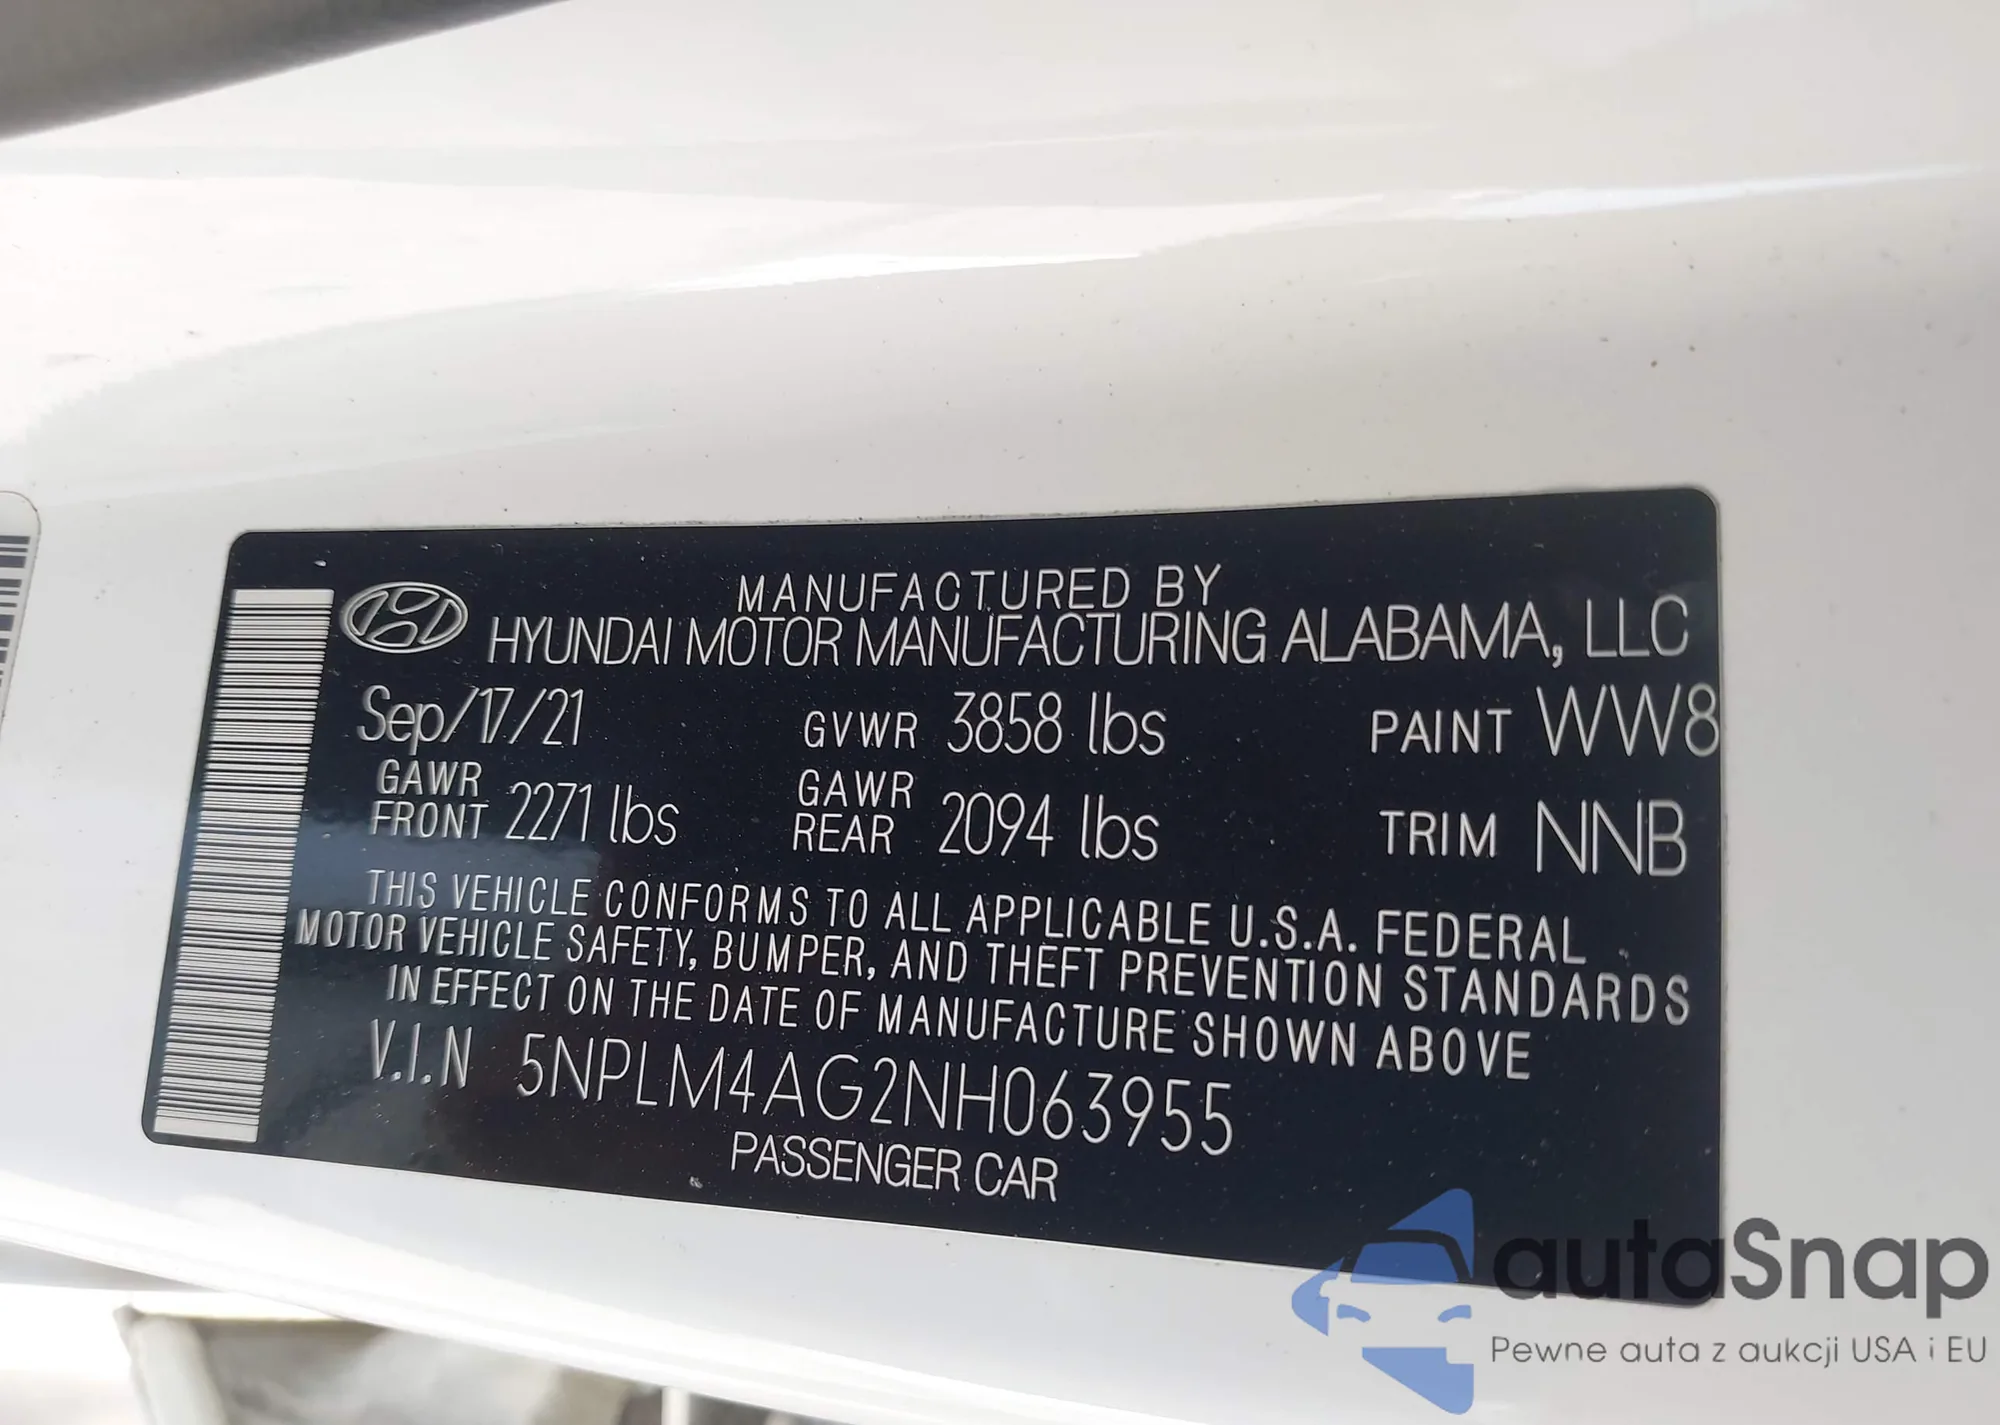 MANUFACTURED BY
HYUNDAI MOTOR MANUFACTURING ALABAMA, LLC
Sep/17/21 GVWR 3858 lbs PAINT WW8
GAWR FRONT 2271 lbs GAWR REAR 2094 lbs TRIM NNB
THIS VEHICLE CONFORMS TO ALL APPLICABLE U.S.A. FEDERAL
MOTOR VEHICLE SAFETY, BUMPER, AND THEFT PREVENTION STANDARDS
IN EFFECT ON THE DATE OF MANUFACTURE SHOWN ABOVE
V.I.N 5NPLM4AG2NH063955
PASSENGER CAR
autaSnap
Pewne auta z aukcji USA i EU